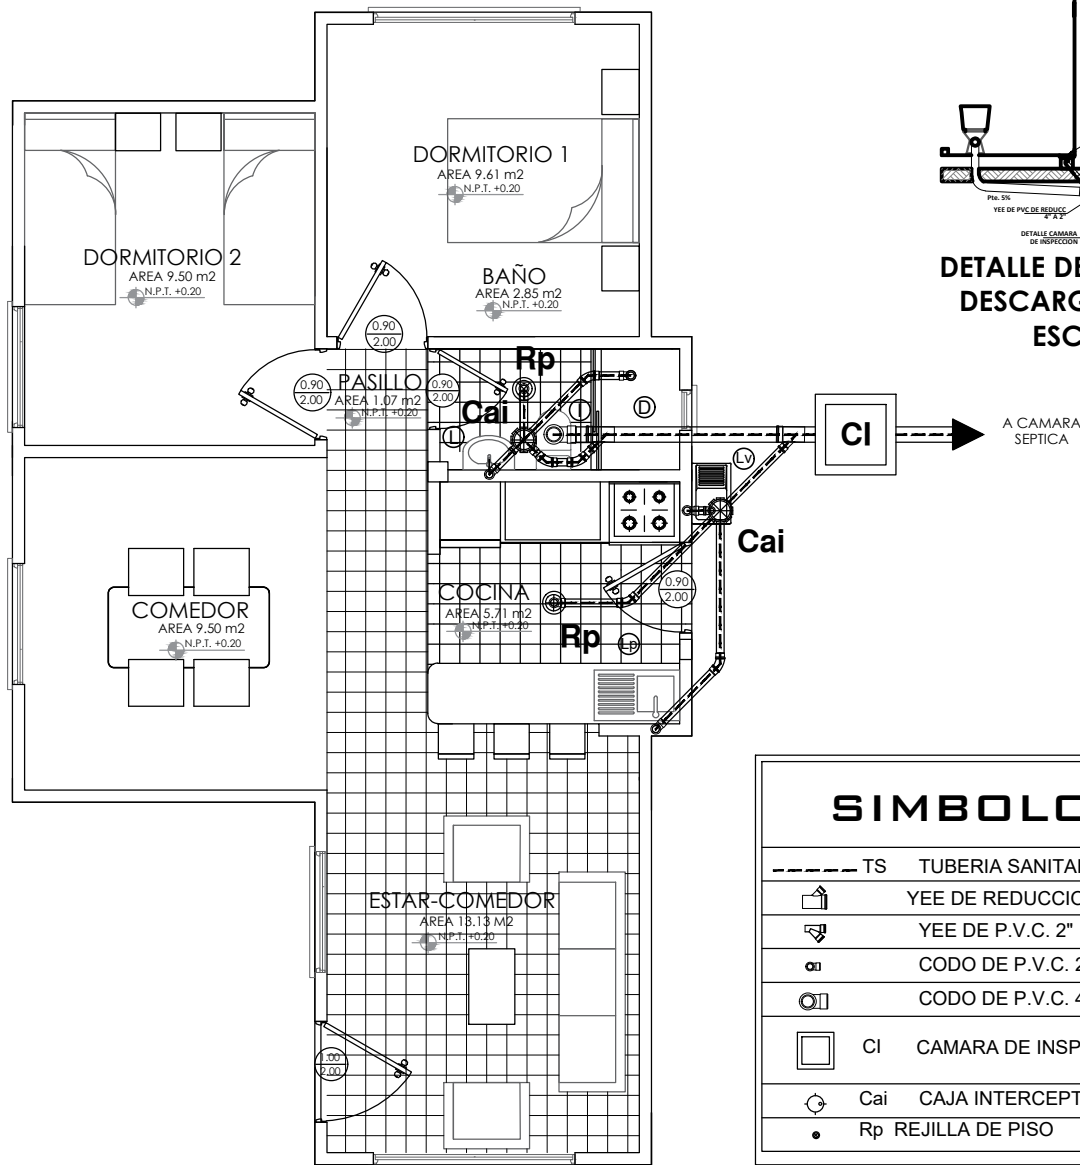 DORMITORIO 1
AREA 9.61 m2
N.P.T. +0.20
DORMITORIO 2
AREA 9.50 m2
N.P.T. +0.20
BAÑO
AREA 2.85 m2
N.P.T. +0.20
0.90
2.00
0.90
2.00
PASILLO
AREA 1.07 m2
N.P.T. +0.20
0.90
2.00
Rp
Cai
L
I
D
Lv
CI
A CAMARA
SEPTICA
Cai
COCINA
AREA 5.71 m2
N.P.T. +0.20
Rp
Lp
0.90
2.00
COMEDOR
AREA 9.50 m2
N.P.T. +0.20
ESTAR-COMEDOR
AREA 13.13 M2
N.P.T. +0.20
1.00
2.00
Pte. 5%
YEE DE PVC DE REDUCC
4" A 2"
DETALLE CAMARA
DE INSPECCION
DETALLE DE
DESCARG
ESC
SIMBOLO
TS TUBERIA SANITA
YEE DE REDUCCIO
YEE DE P.V.C. 2"
CODO DE P.V.C. 2
CODO DE P.V.C. 4
CI CAMARA DE INSP
Cai CAJA INTERCEPT
Rp REJILLA DE PISO